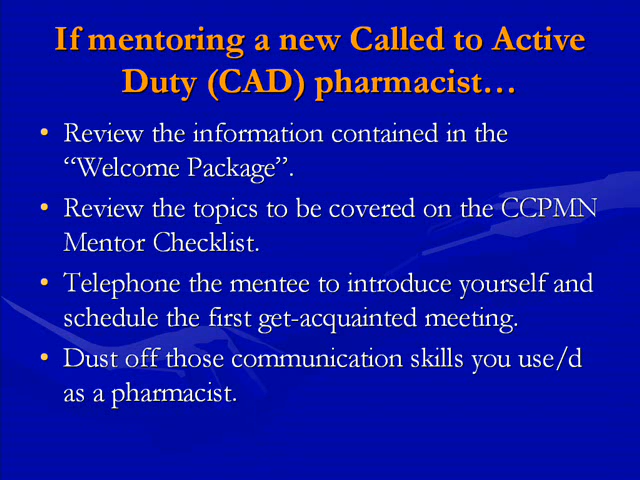 If mentoring a new Called to Active
Duty (CAD) pharmacist…
• Review the information contained in the
“Welcome Package”.
• Review the topics to be covered on the CCPMN
Mentor Checklist.
• Telephone the mentee to introduce yourself and
schedule the first get-acquainted meeting.
• Dust off those communication skills you use/d
as a pharmacist.